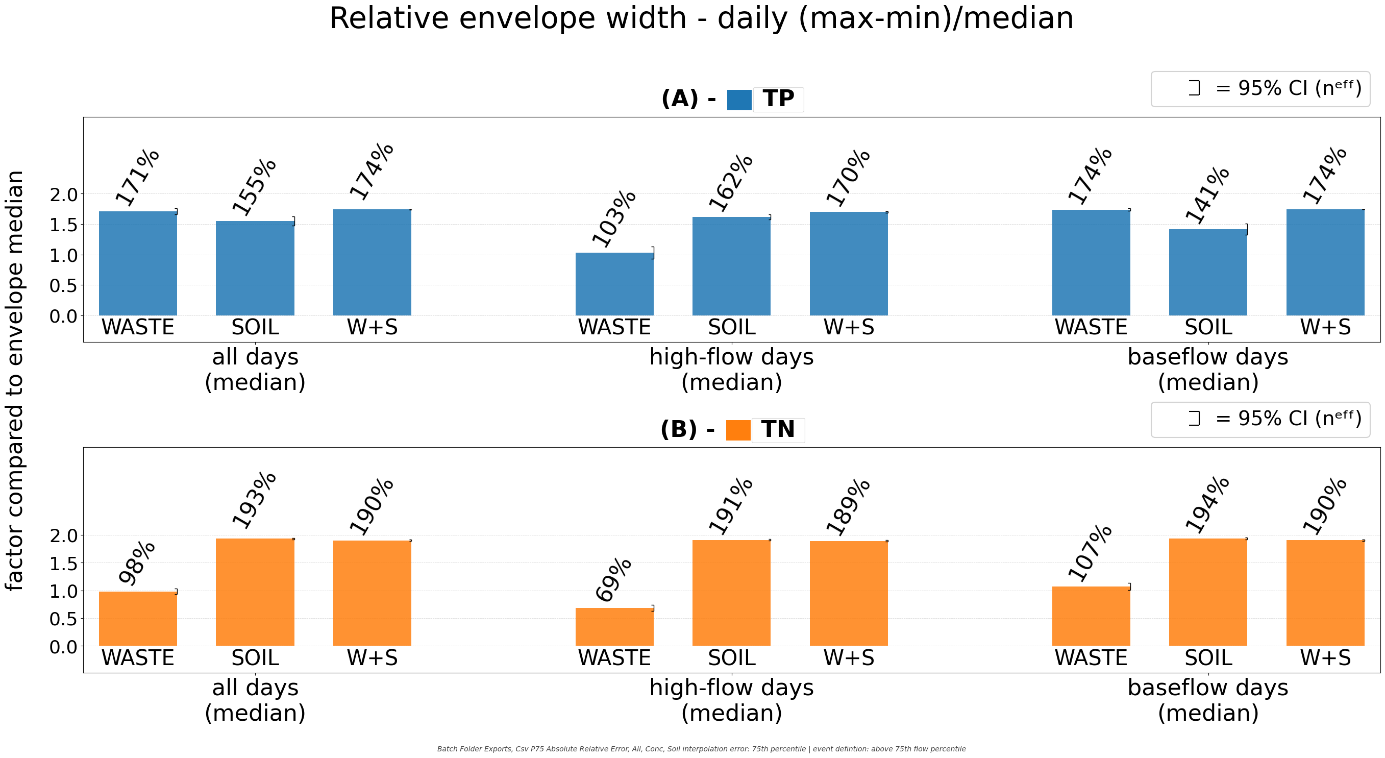 Relative envelope width - daily (max-min)/median
factor compared to envelope median
(A) - TP
= 95% CI (nᵉᶠᶠ)
171% 155% 174% 103% 162% 170% 174% 141% 174%
2.0
1.5
1.0
0.5
0.0
WASTE SOIL W+S WASTE SOIL W+S WASTE SOIL W+S
all days high-flow days baseflow days
(median) (median) (median)
(B) - TN
= 95% CI (nᵉᶠᶠ)
98% 193% 190% 69% 191% 189% 107% 194% 190%
2.0
1.5
1.0
0.5
0.0
WASTE SOIL W+S WASTE SOIL W+S WASTE SOIL W+S
all days high-flow days baseflow days
(median) (median) (median)
Batch Folder Exports, Csv P75 Absolute Relative Error, All, Conc, Soil interpolation error: 75th percentile | event defintion: above 75th flow percentile